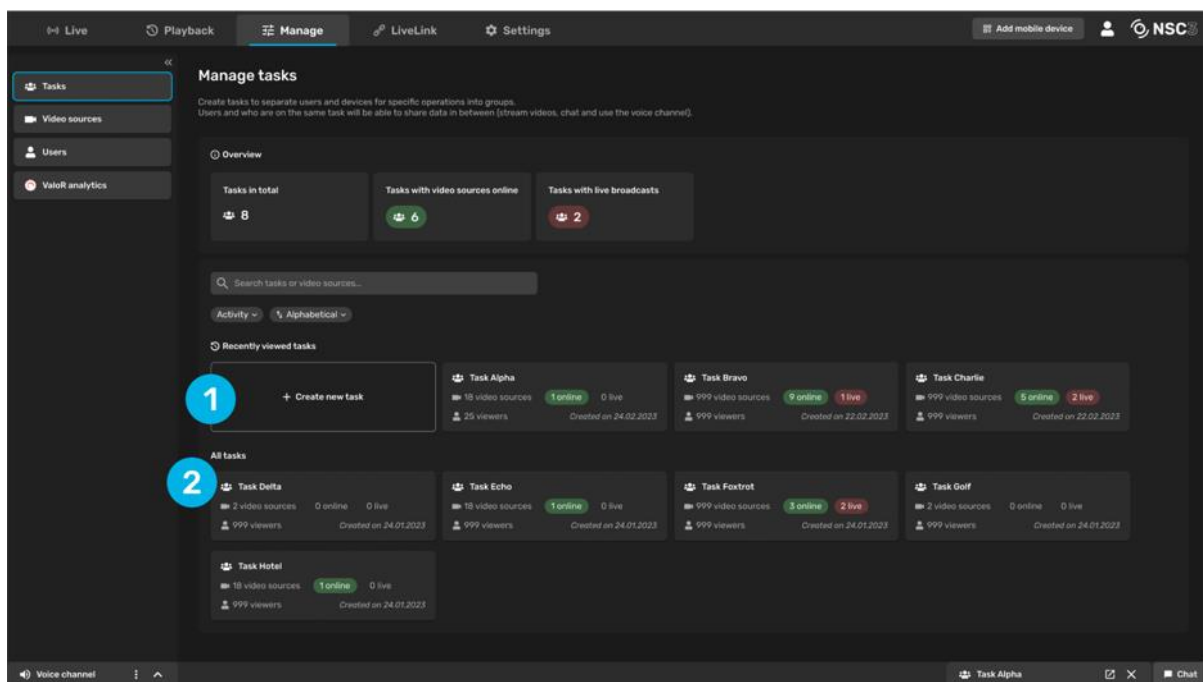 Live
Playback
Manage
LiveLink
Settings
Add mobile device
NSC3
Tasks
Video sources
Users
ValoR analytics
Manage tasks
Create tasks to separate users and devices for specific operations into groups.
Users and who are on the same task will be able to share data in between (stream videos, chat and use the voice channel).
Overview
Tasks in total
8
Tasks with video sources online
6
Tasks with live broadcasts
2
Search tasks or video sources...
Activity
Alphabetical
Recently viewed tasks
1
+ Create new task
Task Alpha
18 video sources 1 online 0 live
25 viewers Created on 24.02.2023
Task Bravo
999 video sources 9 online 1 live
999 viewers Created on 22.02.2023
Task Charlie
999 video sources 5 online 2 live
999 viewers Created on 22.02.2023
All tasks
2
Task Delta
2 video sources 0 online 0 live
999 viewers Created on 24.01.2023
Task Echo
18 video sources 1 online 0 live
999 viewers Created on 24.01.2023
Task Foxtrot
999 video sources 3 online 2 live
999 viewers Created on 24.01.2023
Task Golf
2 video sources 0 online 0 live
999 viewers Created on 24.01.2023
Task Hotel
18 video sources 1 online 0 live
999 viewers Created on 24.01.2023
Voice channel
Task Alpha
Chat